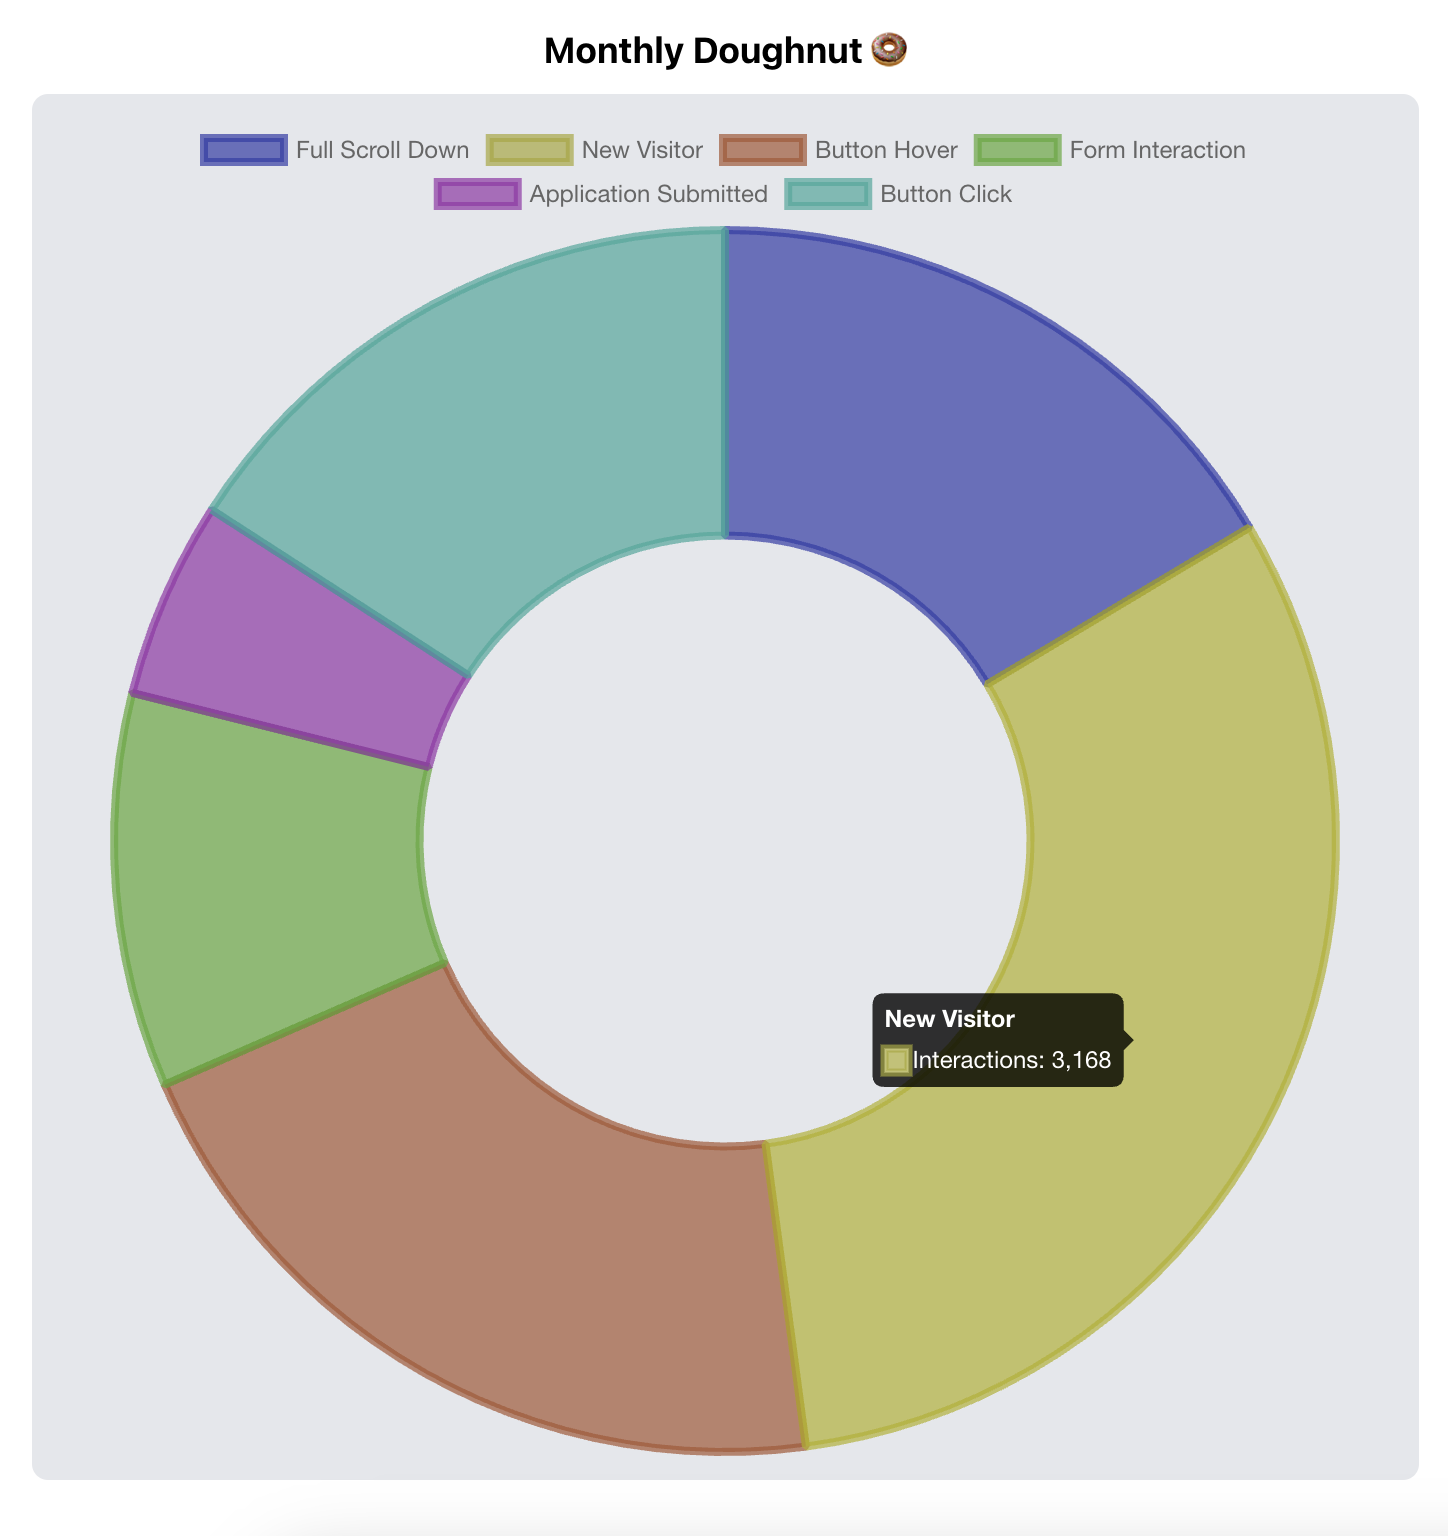 Monthly Doughnut 🍩
Full Scroll Down New Visitor Button Hover Form Interaction
Application Submitted Button Click
New Visitor
Interactions: 3,168